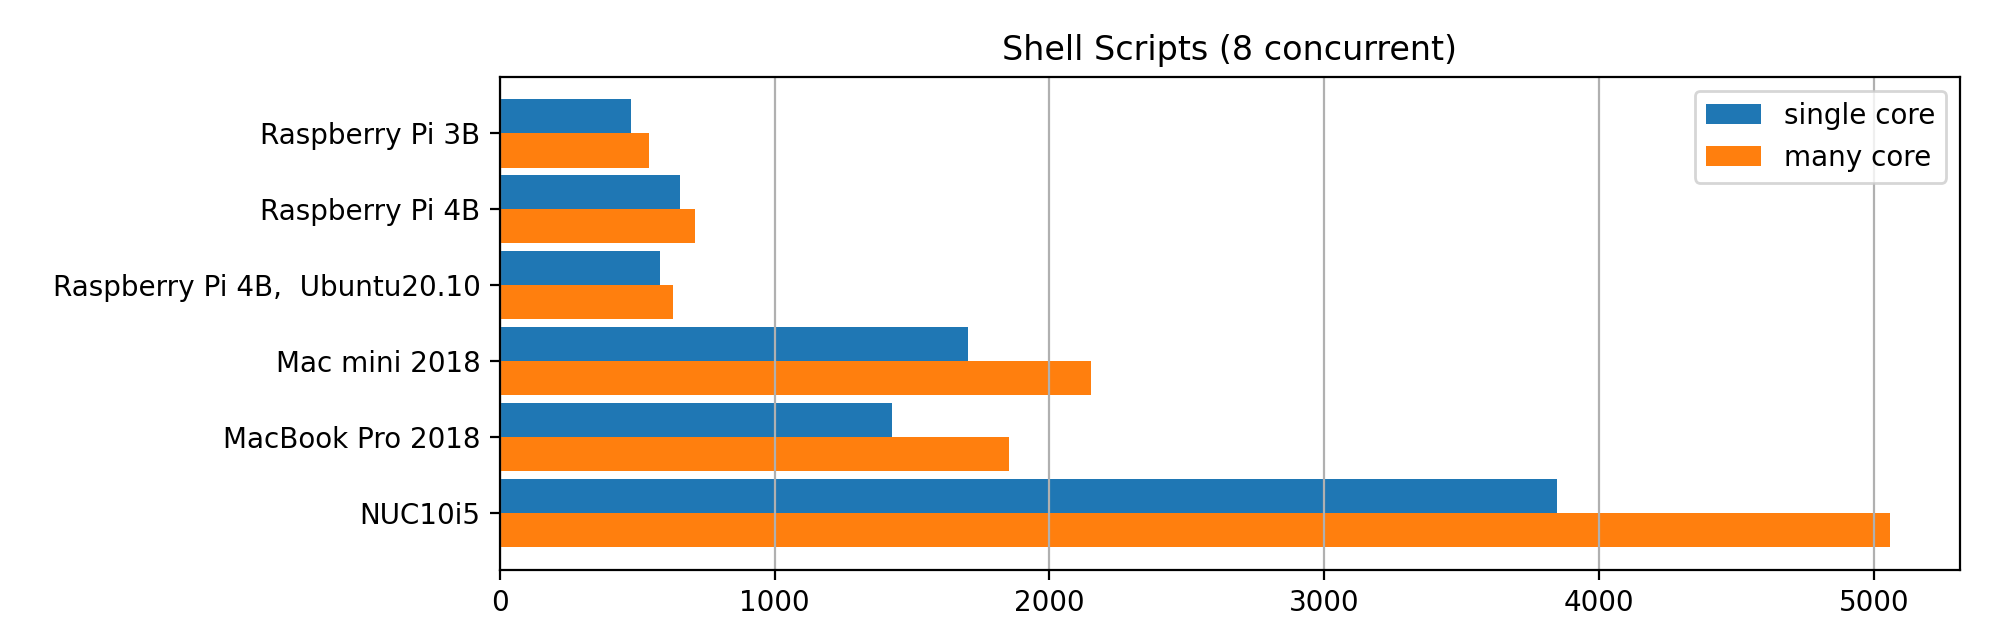 Shell Scripts (8 concurrent)
single core
many core
Raspberry Pi 3B
Raspberry Pi 4B
Raspberry Pi 4B,  Ubuntu20.10
Mac mini 2018
MacBook Pro 2018
NUC10i5
0 1000 2000 3000 4000 5000